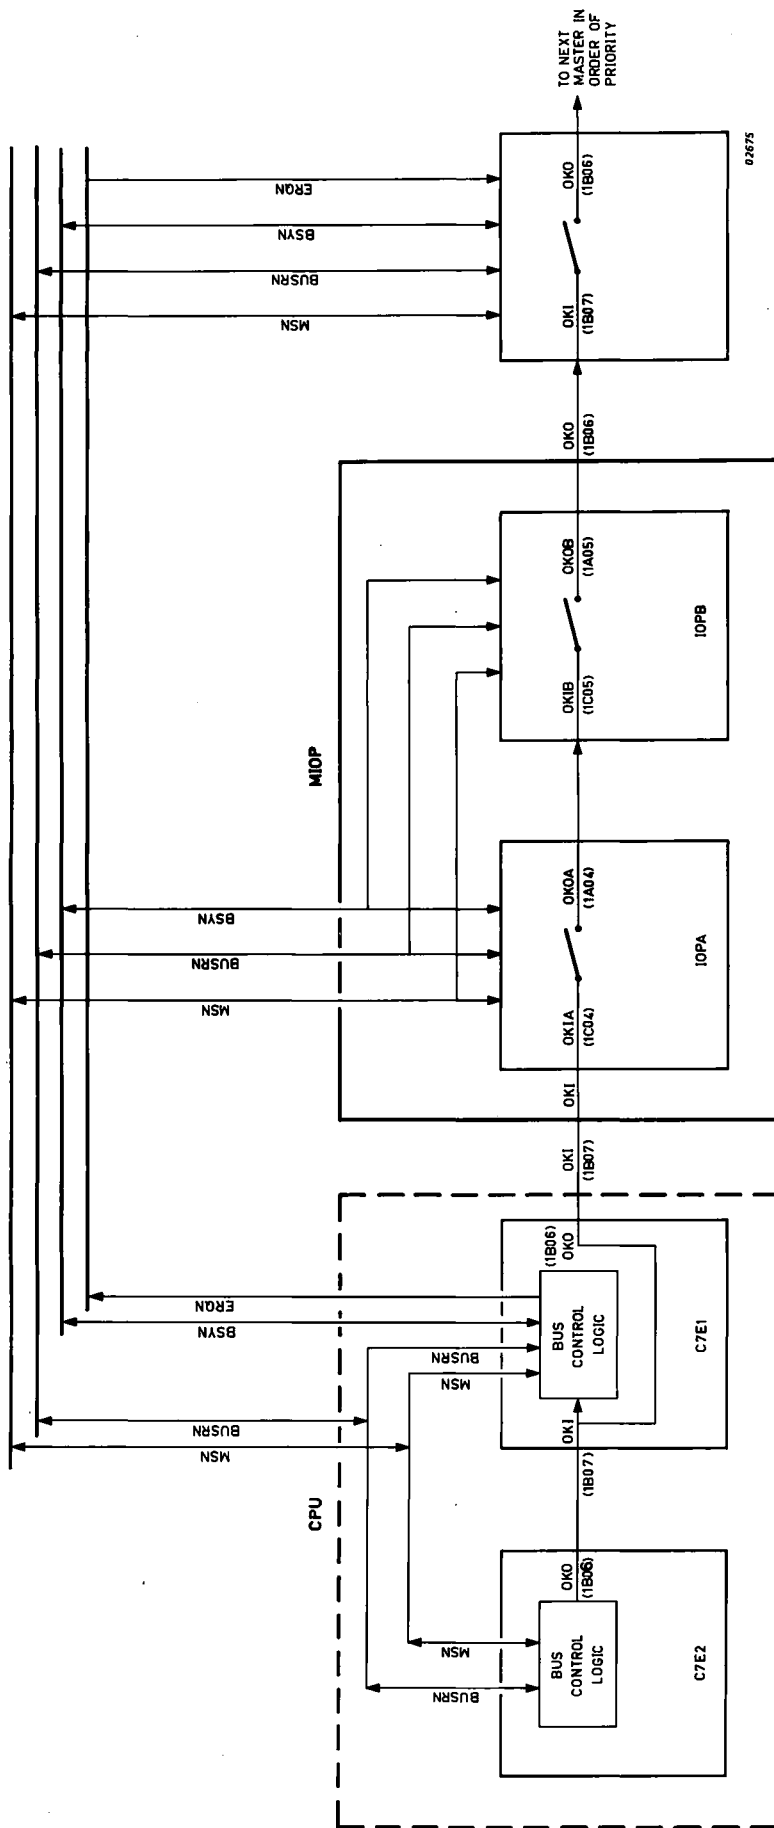 TO NEXT
MASTER IN
ORDER OF
PRIORITY
02675
ERQN
BSYN
BUSRN
MSN
OKO
(1B06)
OKI
(1B07)
OKO
(1B06)
MIOP
OKOB
(1A05)
OKIB
(1C05)
IOPB
BSYN
BUSRN
MSN
OKOA
(1A04)
OKIA
(1C04)
IOPA
OKI
OKI
(1B07)
CPU
ERQN
BSYN
BUSRN
MSN
BUSRN
MSN
(1B06)
OKO
BUS
CONTROL
LOGIC
OKI
(1B07)
C7E1
OKO
(1B06)
MSN
BUSRN
BUS
CONTROL
LOGIC
C7E2